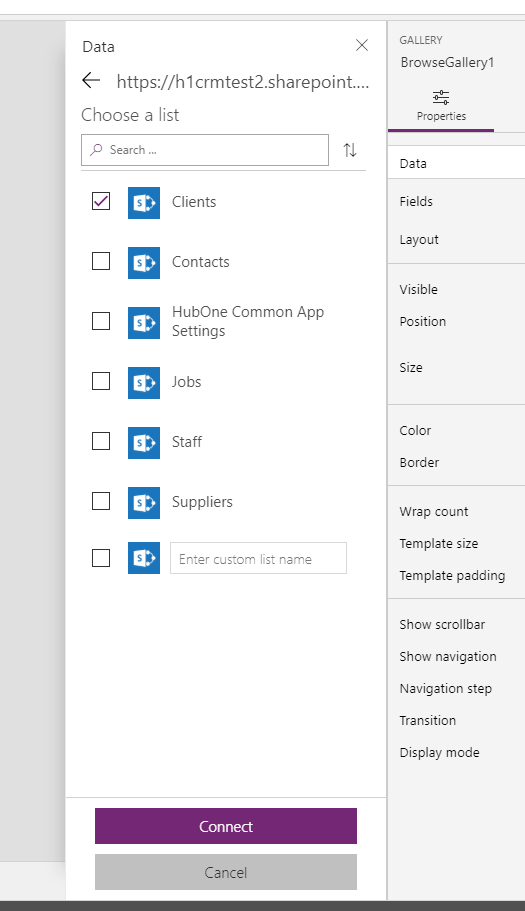 Data
https://h1crmtest2.sharepoint....
Choose a list
Search ...
Clients
Contacts
HubOne Common App
Settings
Jobs
Staff
Suppliers
Enter custom list name
Connect
Cancel
GALLERY
BrowseGallery1
Properties
Data
Fields
Layout
Visible
Position
Size
Color
Border
Wrap count
Template size
Template padding
Show scrollbar
Show navigation
Navigation step
Transition
Display mode